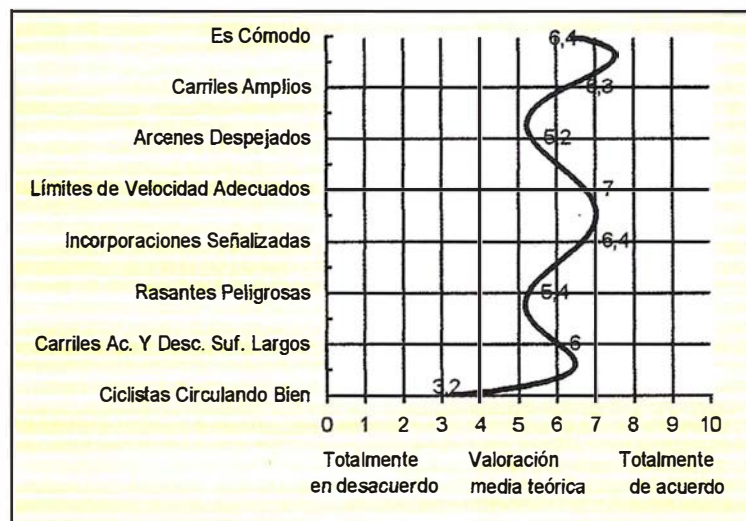 Es Cómodo
6,4
Carriles Amplios
6,3
Arcenes Despejados
5,2
Límites de Velocidad Adecuados
7
Incorporaciones Señalizadas
6,4
Rasantes Peligrosas
5,4
Carriles Ac. Y Desc. Suf. Largos
6
Ciclistas Circulando Bien
3,2
0 1 2 3 4 5 6 7 8 9 10
Totalmente en desacuerdo
Valoración media teórica
Totalmente de acuerdo